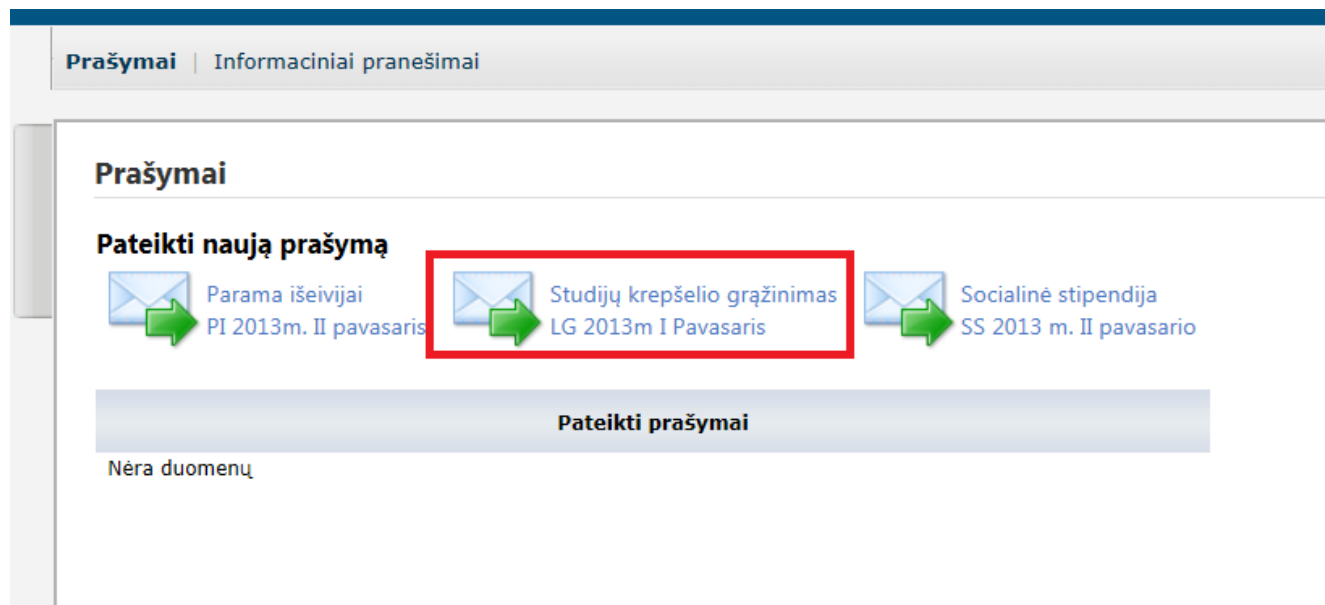 Prašymai | Informaciniai pranešimai
Prašymai
Pateikti naują prašymą
Parama išeivijai
PI 2013m. II pavasaris
Studijų krepšelio grąžinimas
LG 2013m I Pavasaris
Socialinė stipendija
SS 2013 m. II pavasario
Pateikti prašymai
Nėra duomenų